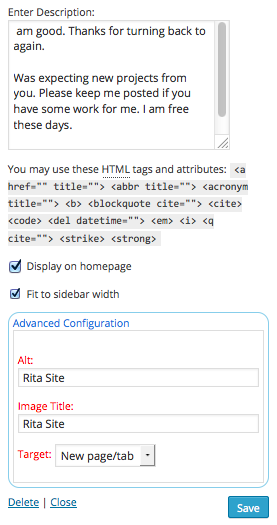 Enter Description:
am good. Thanks for turning back to
again.
Was expecting new projects from
you. Please keep me posted if you
have some work for me. I am free
these days.
You may use these HTML tags and attributes: <a
href="" title=""> <abbr title=""> <acronym
title=""> <b> <blockquote cite=""> <cite>
<code> <del datetime=""> <em> <i> <q
cite=""> <strike> <strong>
Display on homepage
Fit to sidebar width
Advanced Configuration
Alt:
Rita Site
Image Title:
Rita Site
Target: New page/tab
Delete | Close
Save